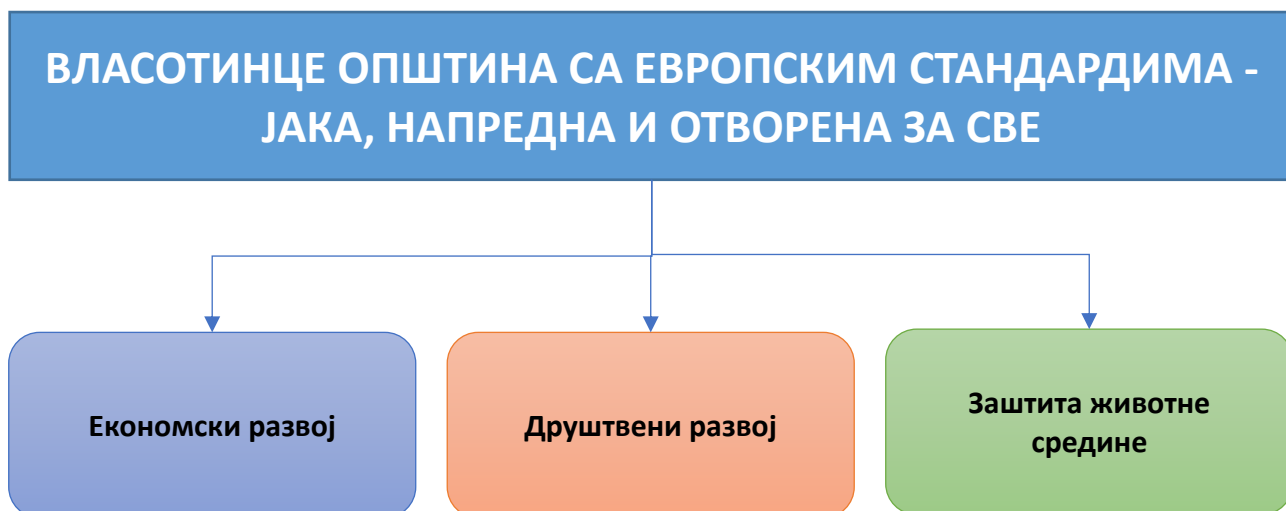 ВЛАСОТИНЦЕ ОПШТИНА СА ЕВРОПСКИМ СТАНДАРДИМА -
ЈАКА, НАПРЕДНА И ОТВОРЕНА ЗА СВЕ
Економски развој
Друштвени развој
Заштита животне
средине